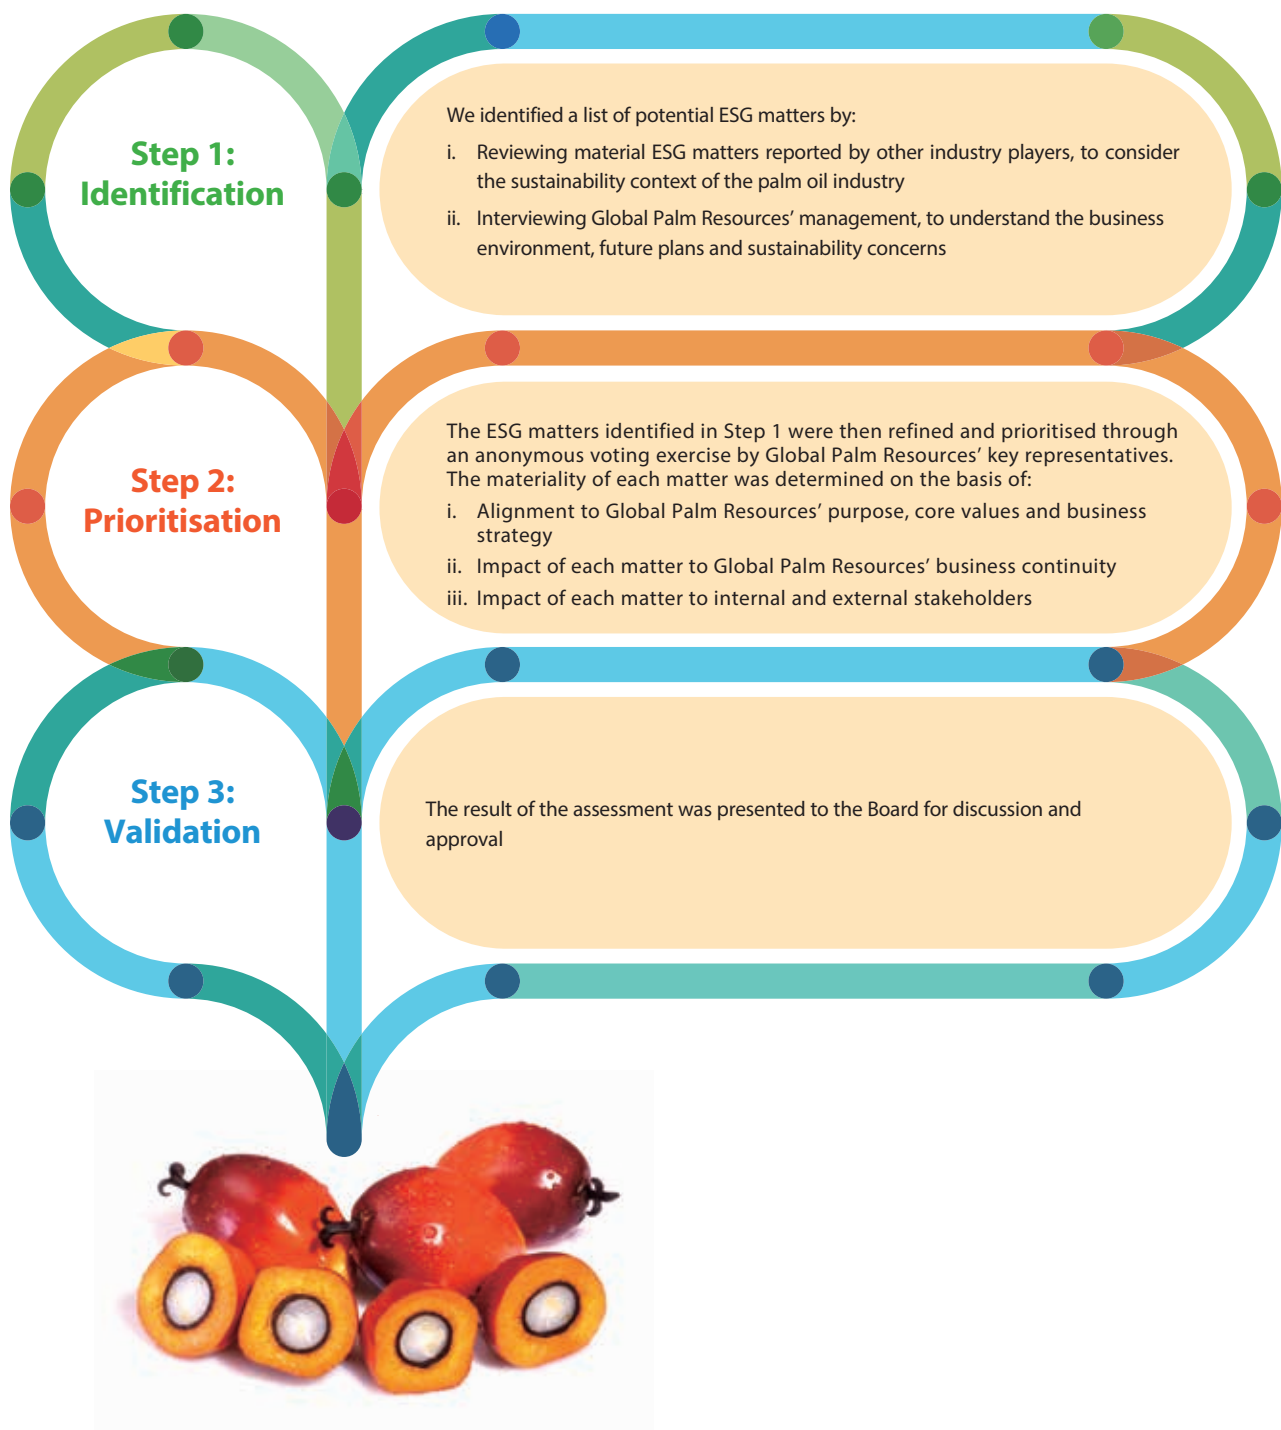 Step 1:
Identification
We identified a list of potential ESG matters by:
i. Reviewing material ESG matters reported by other industry players, to consider
the sustainability context of the palm oil industry
ii. Interviewing Global Palm Resources’ management, to understand the business
environment, future plans and sustainability concerns
Step 2:
Prioritisation
The ESG matters identified in Step 1 were then refined and prioritised through
an anonymous voting exercise by Global Palm Resources’ key representatives.
The materiality of each matter was determined on the basis of:
i. Alignment to Global Palm Resources’ purpose, core values and business
strategy
ii. Impact of each matter to Global Palm Resources’ business continuity
iii. Impact of each matter to internal and external stakeholders
Step 3:
Validation
The result of the assessment was presented to the Board for discussion and
approval